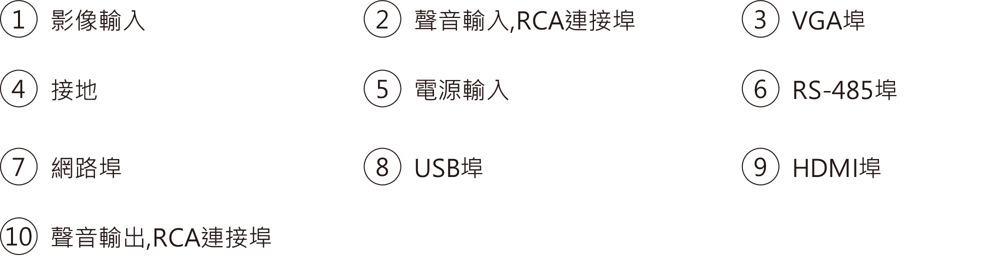 ① 影像輸入 ② 聲音輸入,RCA連接埠 ③ VGA埠
④ 接地 ⑤ 電源輸入 ⑥ RS-485埠
⑦ 網路埠 ⑧ USB埠 ⑨ HDMI埠
⑩ 聲音輸出,RCA連接埠